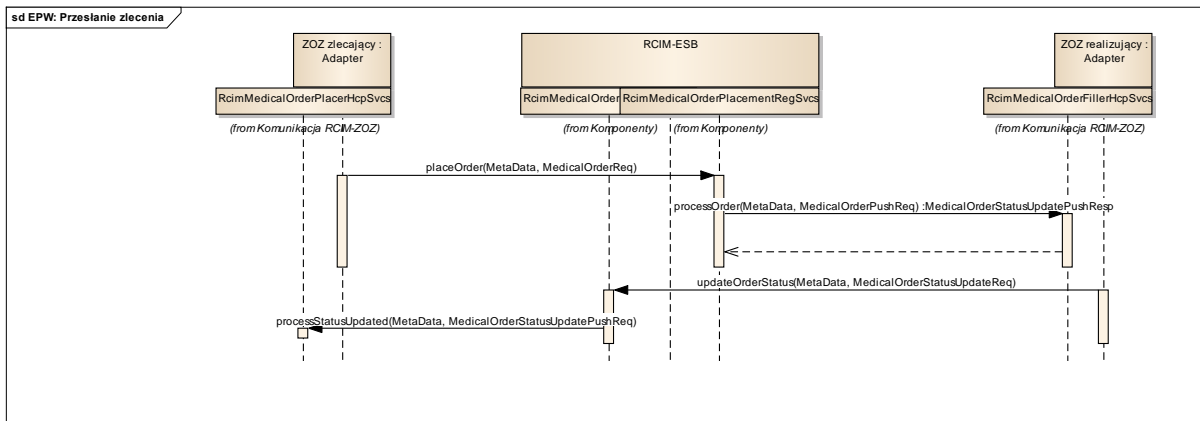 sd EPW: Przesłanie zlecenia
ZOZ zlecający :
Adapter
RCIM-ESB
ZOZ realizujący :
Adapter
RcimMedicalOrderPlacerHcpSvcs
RcimMedicalOrder
RcimMedicalOrderPlacementRegSvcs
RcimMedicalOrderFillerHcpSvcs
(from Komunikacja RCIM-ZOZ)
(from Komponenty)
(from Komponenty)
(from Komunikacja RCIM-ZOZ)
placeOrder(MetaData, MedicalOrderReq)
processOrder(MetaData, MedicalOrderPushReq) :MedicalOrderStatusUpdatePushResp
updateOrderStatus(MetaData, MedicalOrderStatusUpdateReq)
processStatusUpdated(MetaData, MedicalOrderStatusUpdatePushReq)